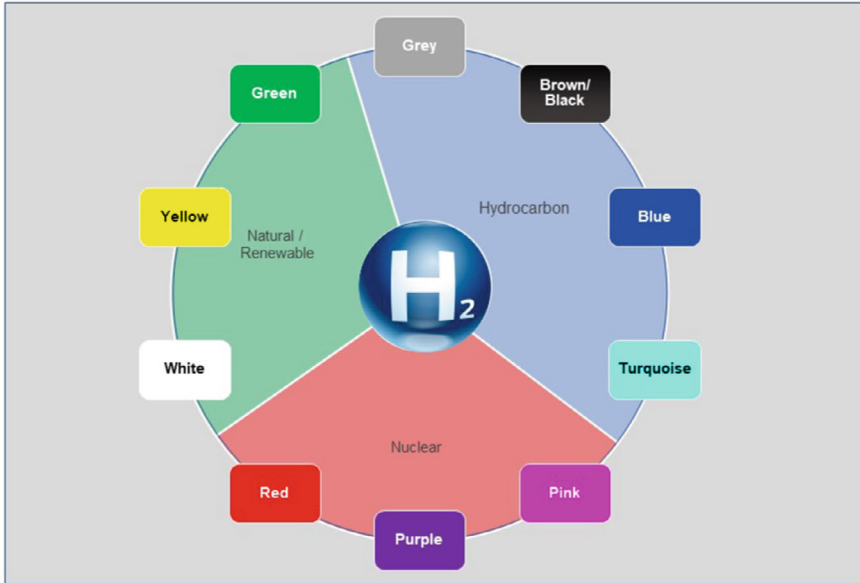 Grey
Green
Brown/
Black
Yellow
Hydrocarbon
Blue
Natural /
Renewable
H2
White
Turquoise
Nuclear
Red
Pink
Purple